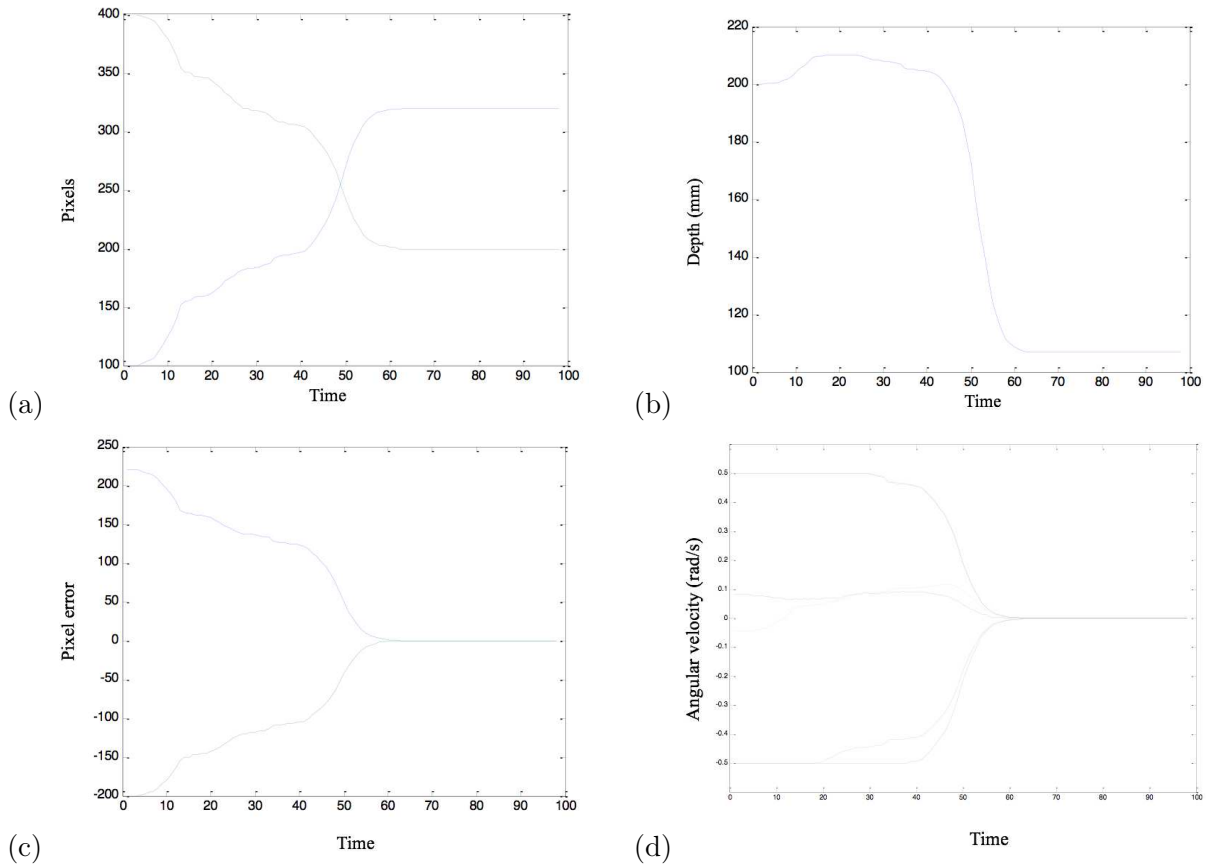 400
350
300
250
200
150
100
Pixels
0 10 20 30 40 50 60 70 80 90 100
Time
(a)
220
200
180
160
140
120
100
Depth (mm)
0 10 20 30 40 50 60 70 80 90 100
Time
(b)
250
200
150
100
50
0
-50
-100
-150
-200
Pixel error
0 10 20 30 40 50 60 70 80 90 100
Time
(c)
0.5
0.4
0.3
0.2
0.1
0
-0.1
-0.2
-0.3
-0.4
-0.5
Angular velocity (rad/s)
0 10 20 30 40 50 60 70 80 90 100
Time
(d)